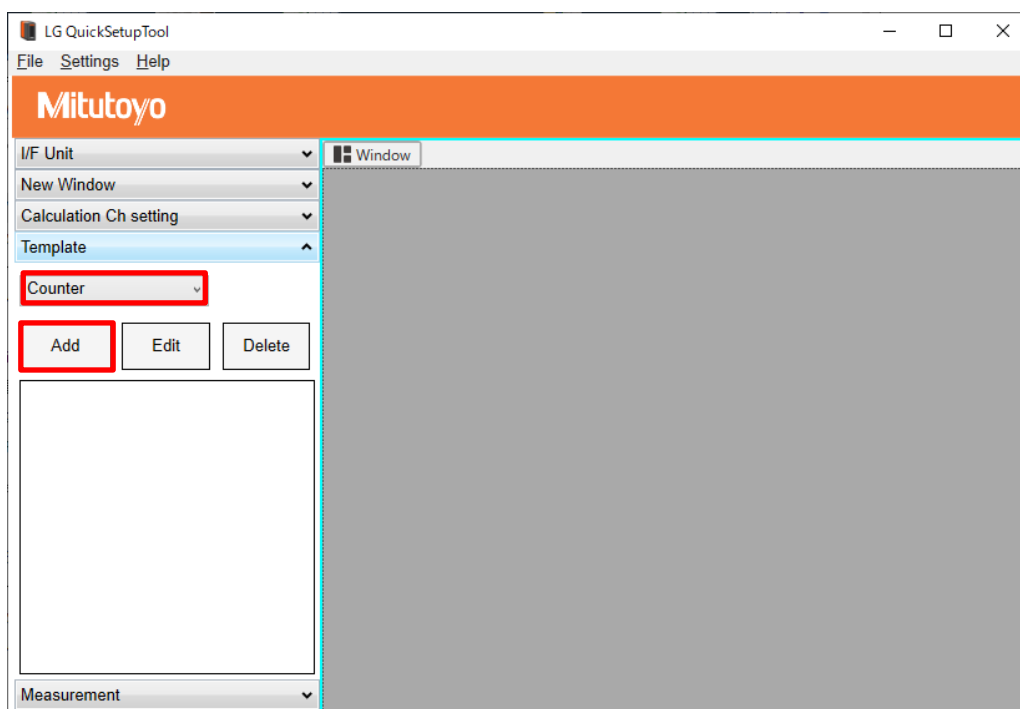 LG QuickSetupTool
File Settings Help
Mitutoyo
I/F Unit
Window
New Window
Calculation Ch setting
Template
Counter
Add Edit Delete
Measurement